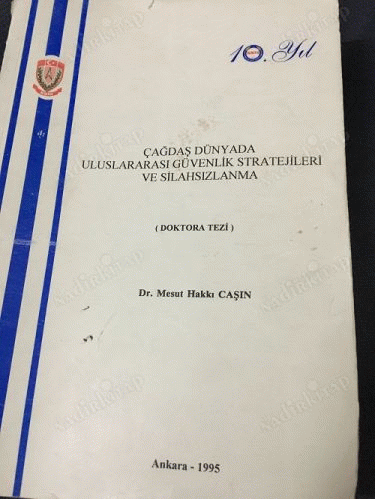 10. Yıl
ÇAĞDAŞ DÜNYADA
ULUSLARARASI GÜVENLİK STRATEJİLERİ
VE SİLAHSIZLANMA
( DOKTORA TEZİ )
Dr. Mesut Hakkı CAŞIN
Ankara - 1995
nadirkitap